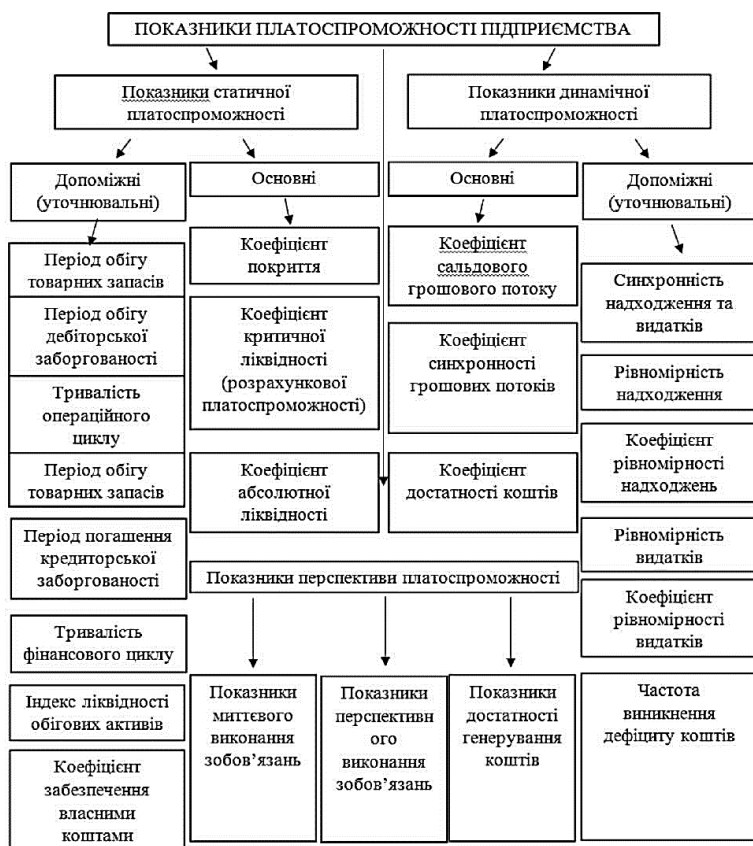 ПОКАЗНИКИ ПЛАТОСПРОМОЖНОСТІ ПІДПРИЄМСТВА
Показники статичної
платоспроможності
Показники динамічної
платоспроможності
Допоміжні
(уточнювальні)
Основні
Основні
Допоміжні
(уточнювальні)
Період обігу
товарних запасів
Період обігу
дебіторської
заборгованості
Тривалість
операційного
циклу
Період обігу
товарних запасів
Період погашення
кредиторської
заборгованості
Тривалість
фінансового циклу
Індекс ліквідності
обігових активів
Коефіцієнт
забезпечення
власними
коштами
Коефіцієнт
покриття
Коефіцієнт
критичної
ліквідності
(розрахункової
платоспроможності)
Коефіцієнт
абсолютної
ліквідності
Коефіцієнт
сальдового
грошового потоку
Коефіцієнт
синхронності
грошових потоків
Коефіцієнт
достатності коштів
Синхронність
надходження та
видатків
Рівномірність
надходження
Коефіцієнт
рівномірності
надходжень
Рівномірність
видатків
Коефіцієнт
рівномірності
видатків
Частота
виникнення
дефіциту коштів
Показники перспективи платоспроможності
Показники
миттєвого
виконання
зобов’язань
Показники
перспективн
ого
виконання
зобов’язань
Показники
достатності
генерування
коштів